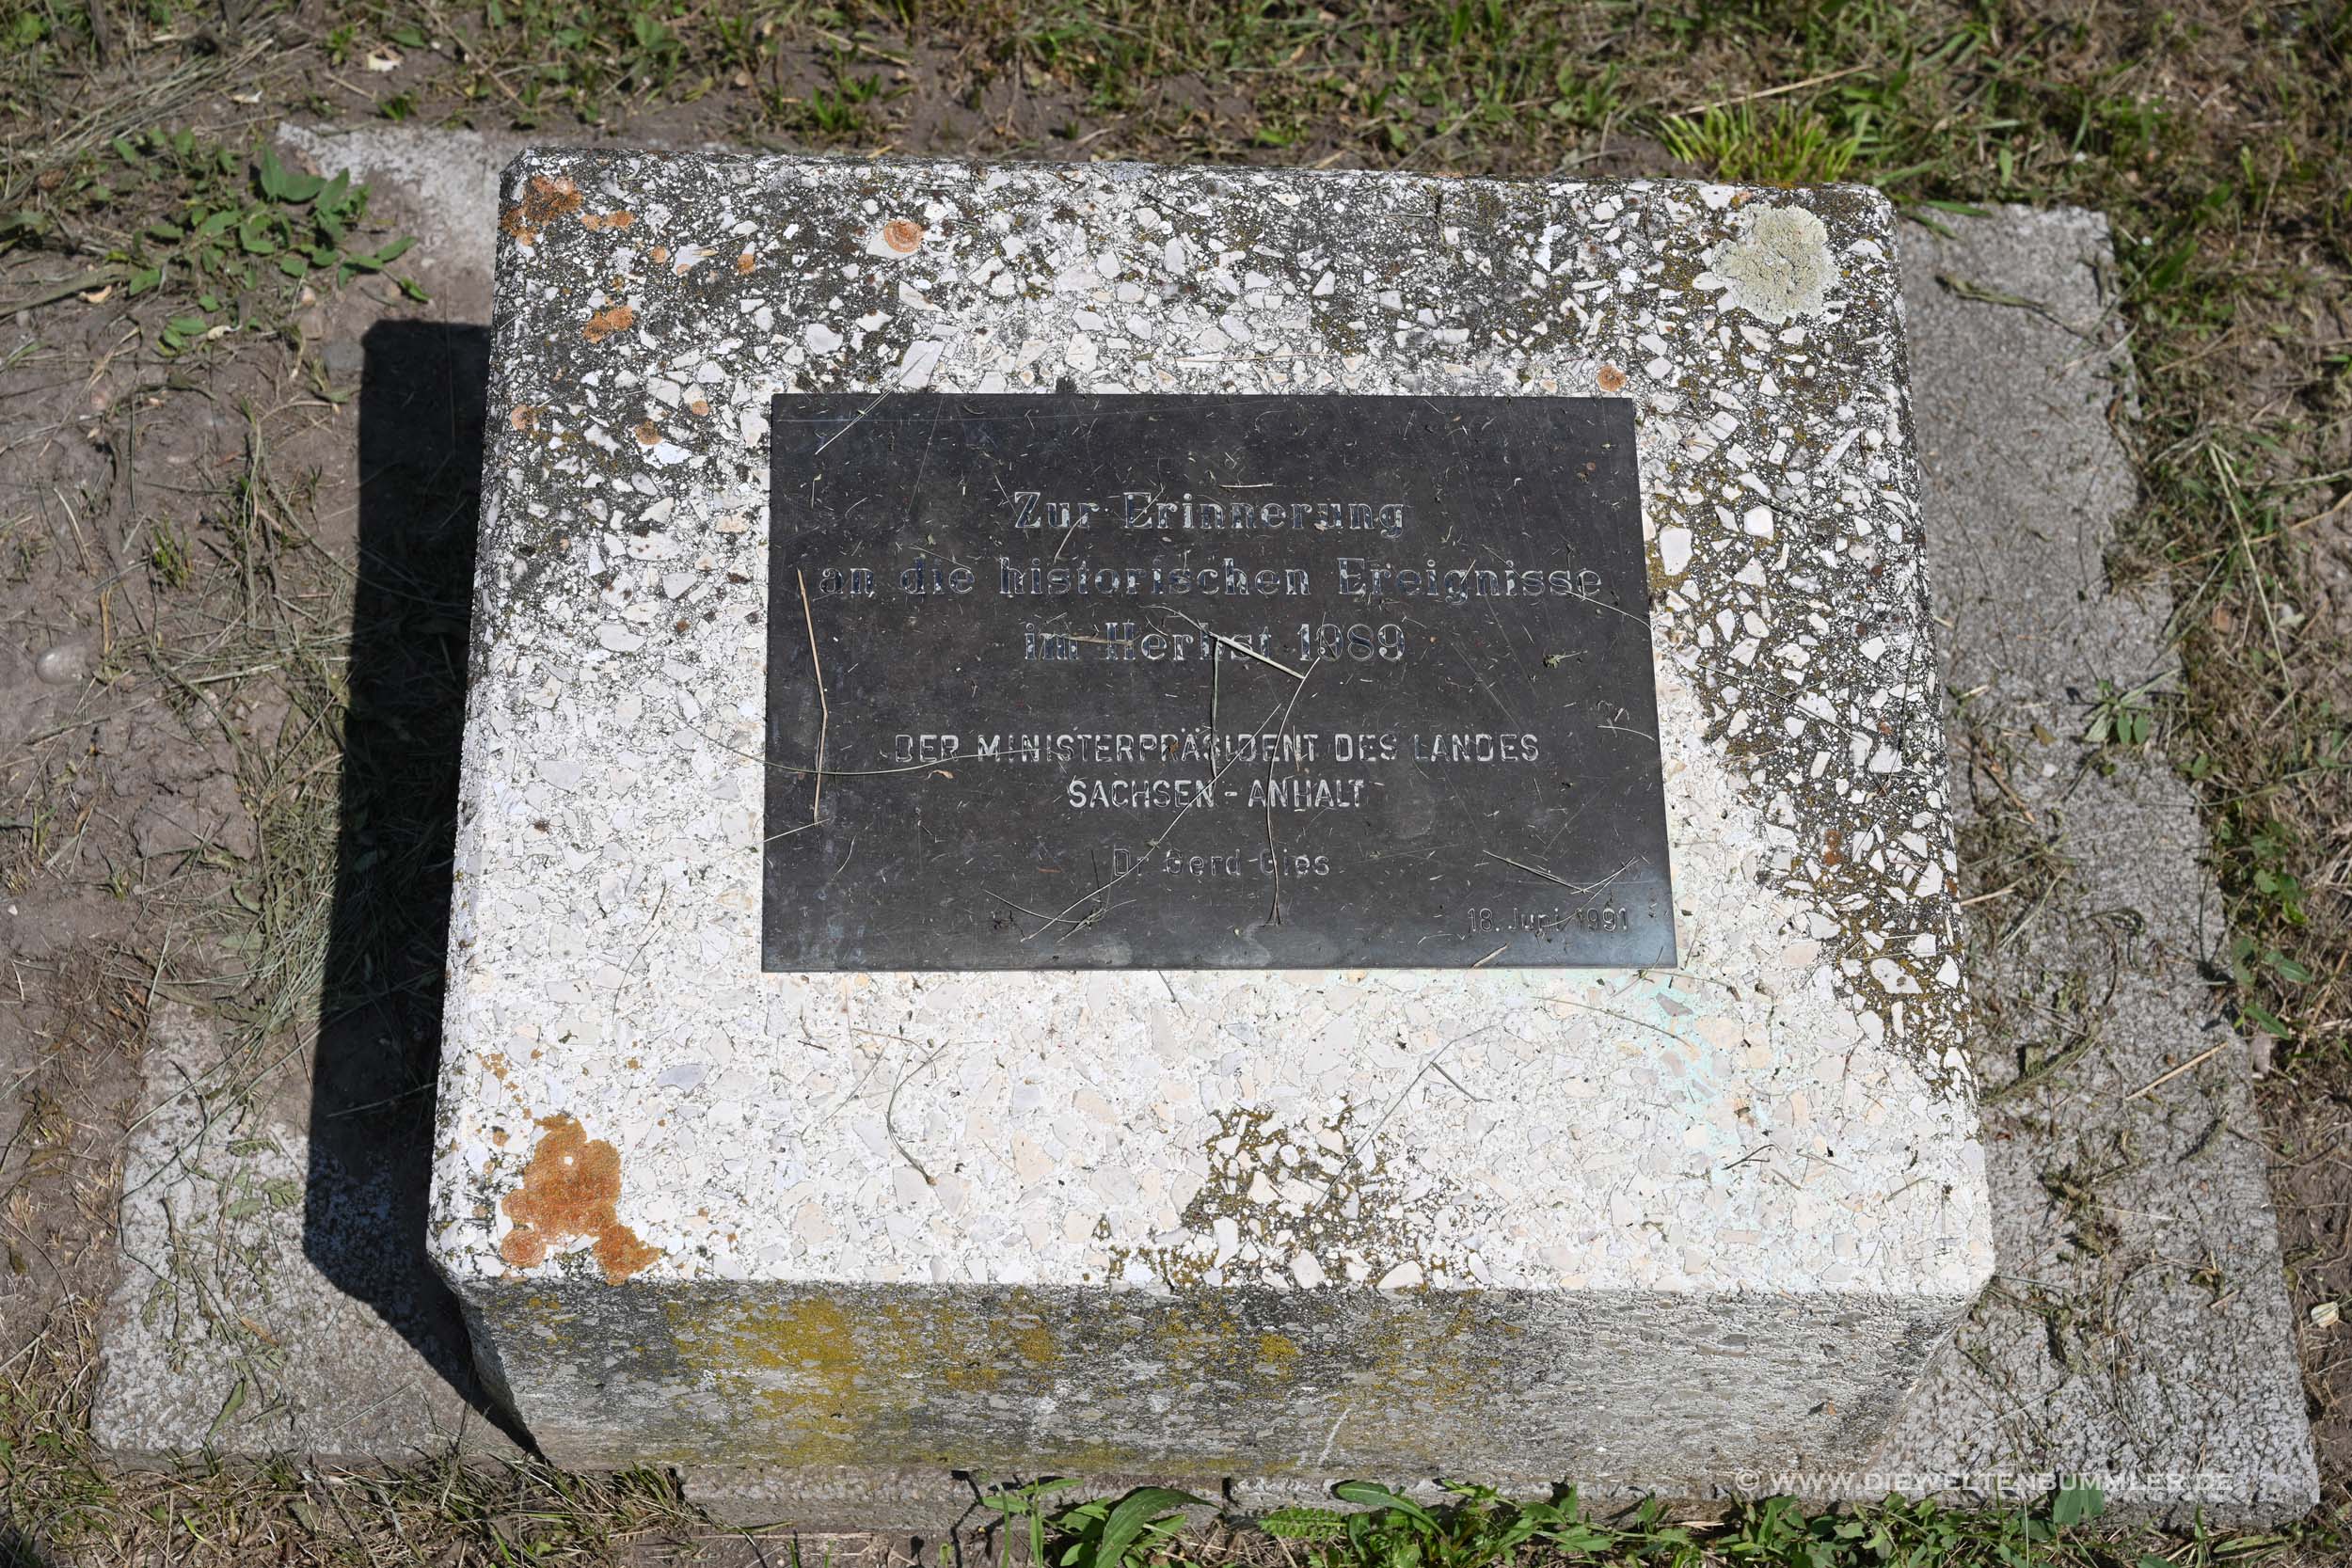 Zur Erinnerung
an die historischen Ereignisse
im Herbst 1989
DER MINISTERPRÄSIDENT DES LANDES
SACHSEN-ANHALT
Dr Gerd Gies
18. Juni 1991
© WWW.DIEWELTENBUMMLER.DE